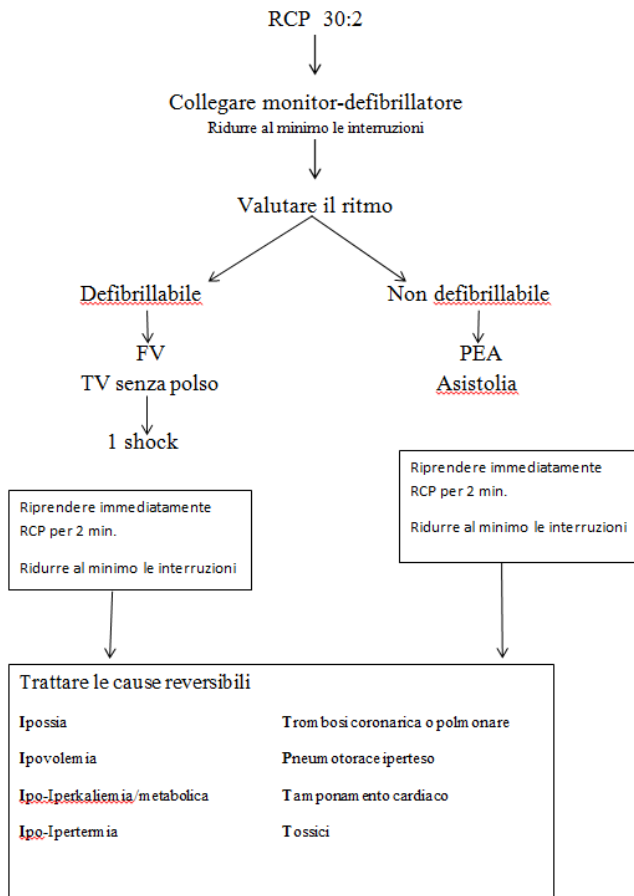 RCP 30:2
Collegare monitor-defibrillatore
Ridurre al minimo le interruzioni
Valutare il ritmo
Defibrillabile
Non defibrillabile
FV
TV senza polso
PEA
Asistolia
1 shock
Riprendere immediatamente
RCP per 2 min.
Ridurre al minimo le interruzioni
Riprendere immediatamente
RCP per 2 min.
Ridurre al minimo le interruzioni
Trattare le cause reversibili
Ipossia
Trombosi coronarica o polmonare
Ipovolemia
Pneumotorace iperteso
Ipo-Iperkaliemia/metabolica
Tamponamento cardiaco
Ipo-Ipertermia
Tossici